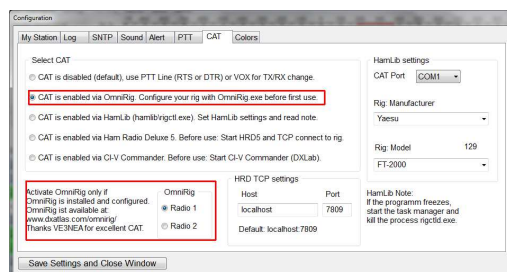 Configuration
My Station Log SNTP Sound Alert PTT CAT Colors
Select CAT
CAT is disabled (default), use PTT Line (RTS or DTR) or VOX for TX/RX change.
CAT is enabled via OmniRig. Configure your rig with OmniRig.exe before first use.
CAT is enabled via HamLib (hamlib\rigctl.exe). Set HamLib settings and read note.
CAT is enabled via Ham Radio Deluxe 5. Before use: Start HRD5 and TCP connect to rig.
CAT is enabled via CI-V Commander. Before use: Start CI-V Commander (DXLab).
HamLib settings
CAT Port COM1
Rig: Manufacturer
Yaesu
Rig: Model 129
FT-2000
Activate OmniRig only if
OmniRig is installed and configured.
OmniRig ist available at:
www.dxatlas.com/omnirig/
Thanks VE3NEA for excellent CAT.
OmniRig
Radio 1
Radio 2
HRD TCP settings
Host Port
localhost 7809
Default: localhost:7809
HamLib Note:
If the programm freezes,
start the task manager and
kill the process rigctld.exe.
Save Settings and Close Window